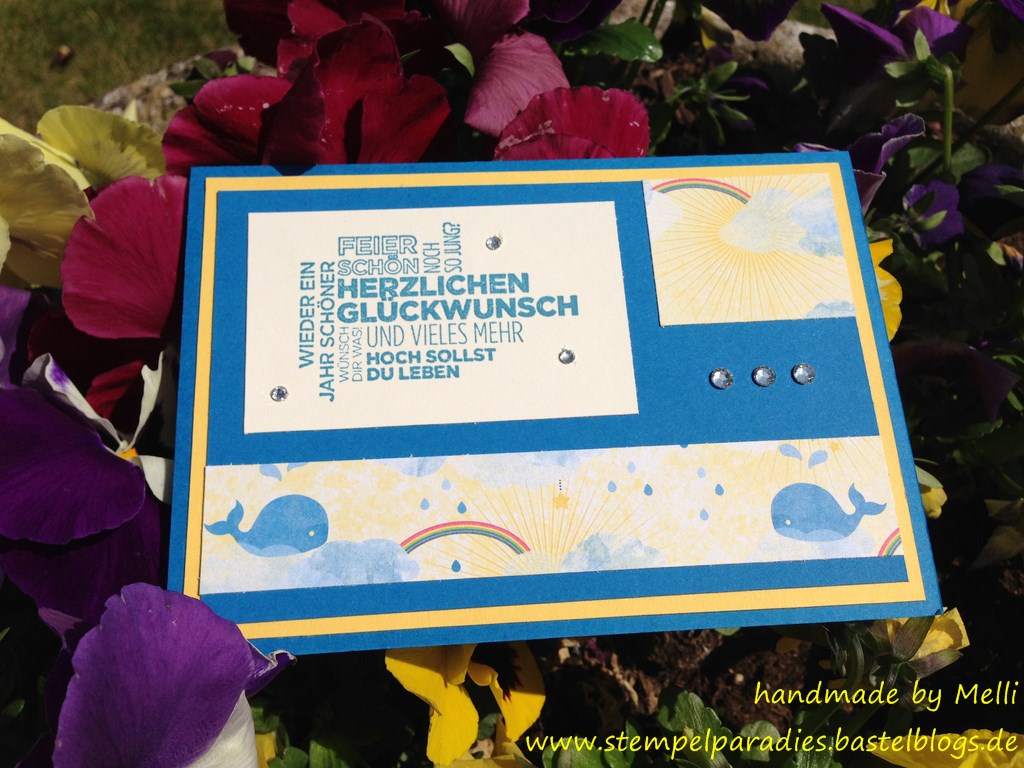 WIEDER EIN
JAHR SCHÖNER
FEIER
SCHÖN
NOCH
SO JUNG?
HERZLICHEN
GLÜCKWUNSCH
WÜNSCH
DIR WAS!
UND VIELES MEHR
HOCH SOLLST
DU LEBEN
handmade by Melli
www.stempelparadies.bastelblogs.de